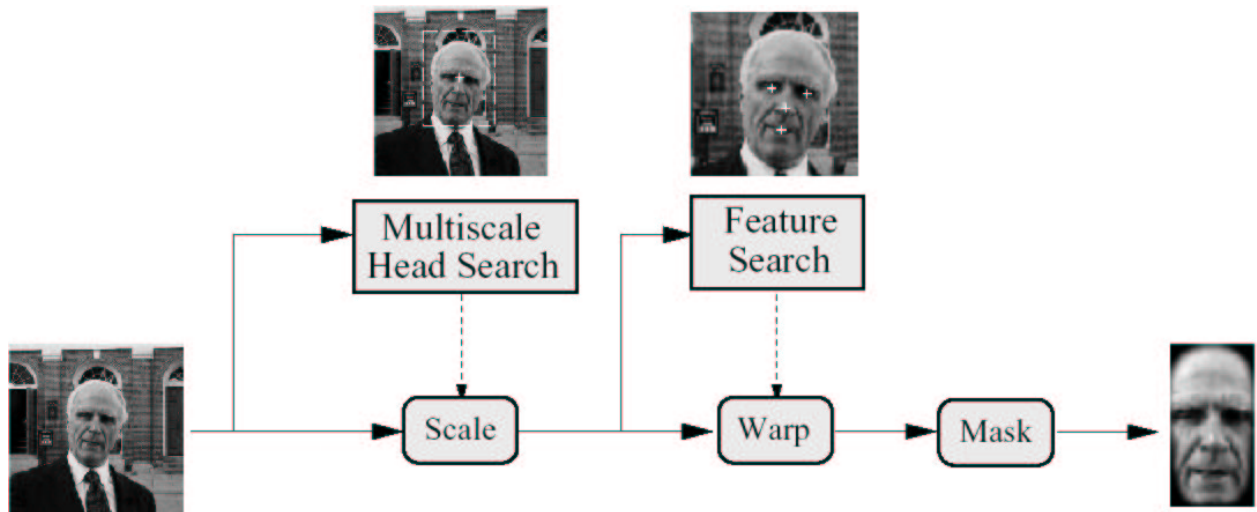 Multiscale
Head Search
Feature
Search
Scale
Warp
Mask